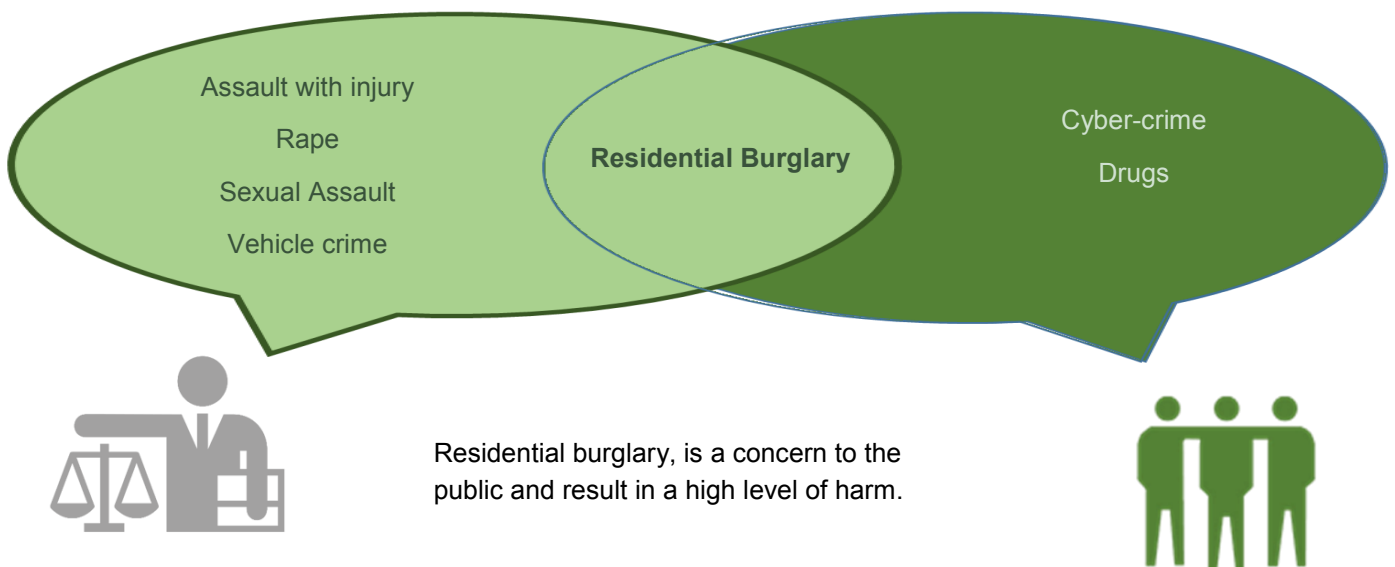 Assault with injury
Rape
Sexual Assault
Vehicle crime
Residential Burglary
Cyber-crime
Drugs
Residential burglary, is a concern to the
public and result in a high level of harm.